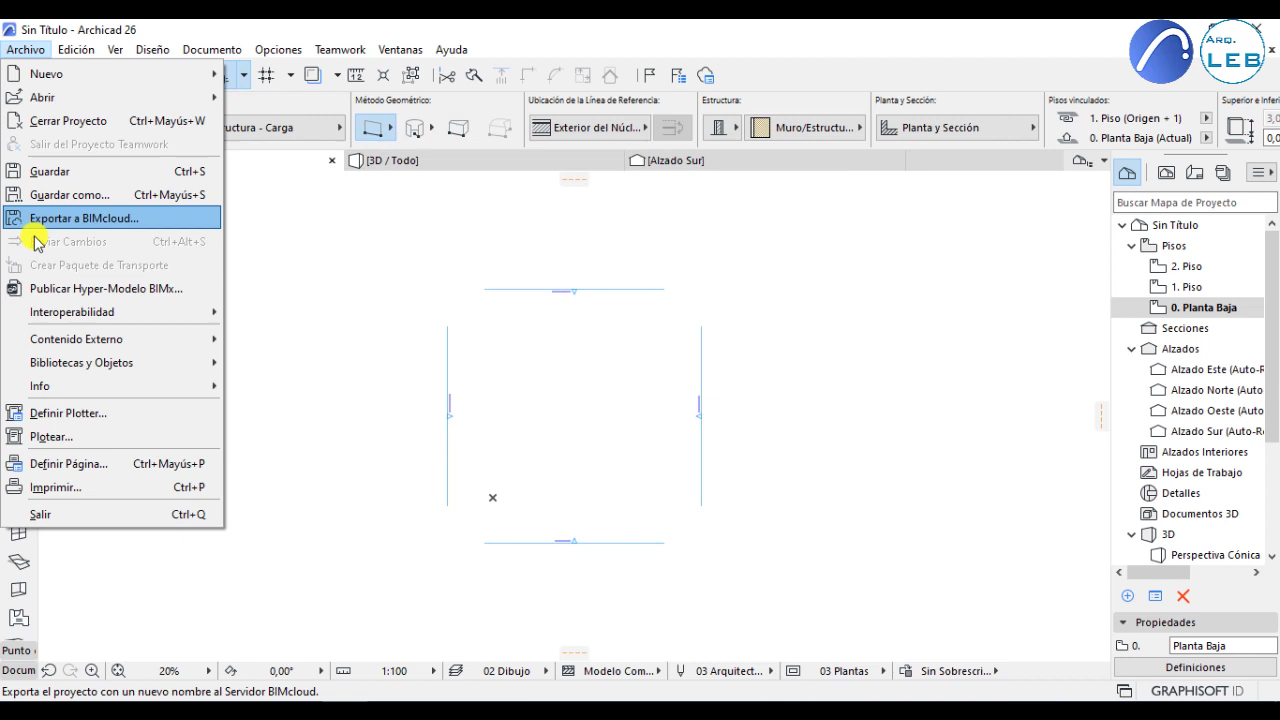 Sin Título - Archicad 26
Archivo Edición Ver Diseño Documento Opciones Teamwork Ventanas Ayuda
ARQ.
LEB
Nuevo
Abrir
Cerrar Proyecto Ctrl+Mayús+W
Salir del Proyecto Teamwork
Guardar Ctrl+S
Guardar como... Ctrl+Mayús+S
Exportar a BIMcloud...
Cambios Ctrl+Alt+S
Crear Paquete de Transporte
Publicar Hyper-Modelo BIMx...
Interoperabilidad
Contenido Externo
Bibliotecas y Objetos
Info
Definir Plotter...
Plotear...
Definir Página... Ctrl+Mayús+P
Imprimir... Ctrl+P
Salir Ctrl+Q
Método Geométrico: Ubicación de la Línea de Referencia: Estructura: Planta y Sección: Pisos vinculados: Superior e Inferi
uctura - Carga Exterior del Núcl... Muro/Estructu... Planta y Sección
1. Piso (Origen + 1)
0. Planta Baja (Actual)
3,0
0,00
[3D / Todo] [Alzado Sur]
Buscar Mapa de Proyecto
Sin Título
Pisos
2. Piso
1. Piso
0. Planta Baja
Secciones
Alzados
Alzado Este (Auto-R
Alzado Norte (Auto-
Alzado Oeste (Auto-
Alzado Sur (Auto-Re
Alzados Interiores
Hojas de Trabajo
Detalles
Documentos 3D
3D
Perspectiva Cónica
Propiedades
0. Planta Baja
Definiciones
Punto
Docum 20% 0,00° 1:100 02 Dibujo Modelo Com... 03 Arquitect... 03 Plantas Sin Sobrescri...
Exporta el proyecto con un nuevo nombre al Servidor BIMcloud.
GRAPHISOFT ID